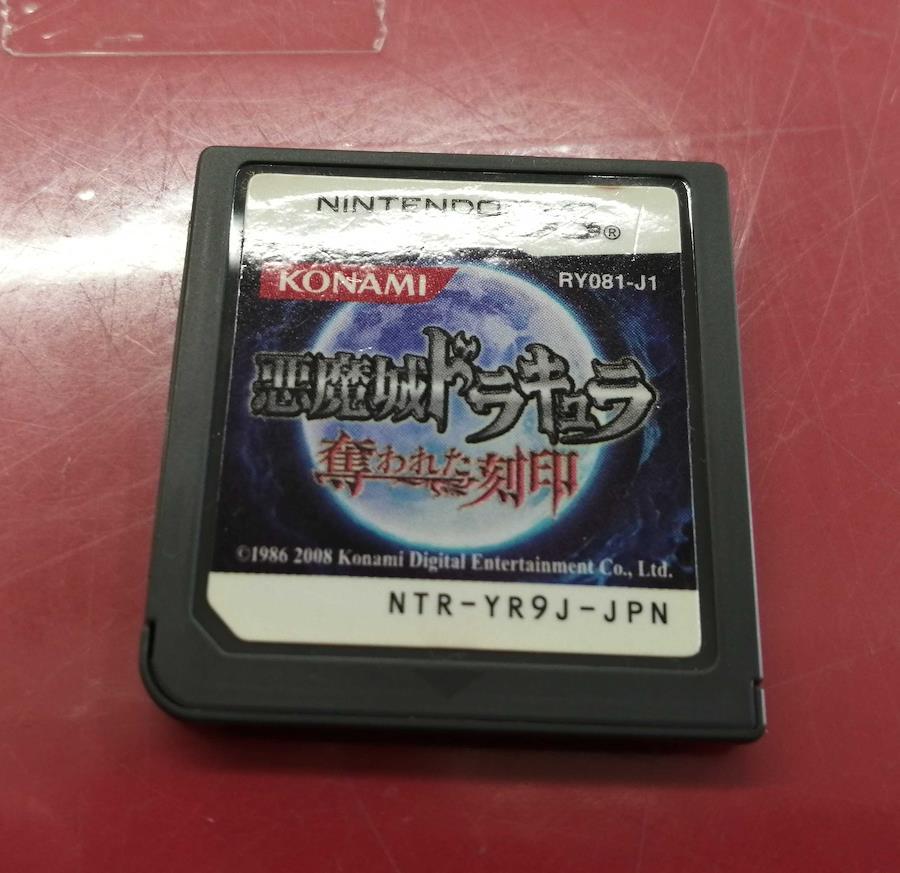 NINTENDO DS®
KONAMI
RY081-J1
悪魔城ドラキュラ
奪われた刻印
©1986 2008 Konami Digital Entertainment Co., Ltd.
NTR-YR9J-JPN